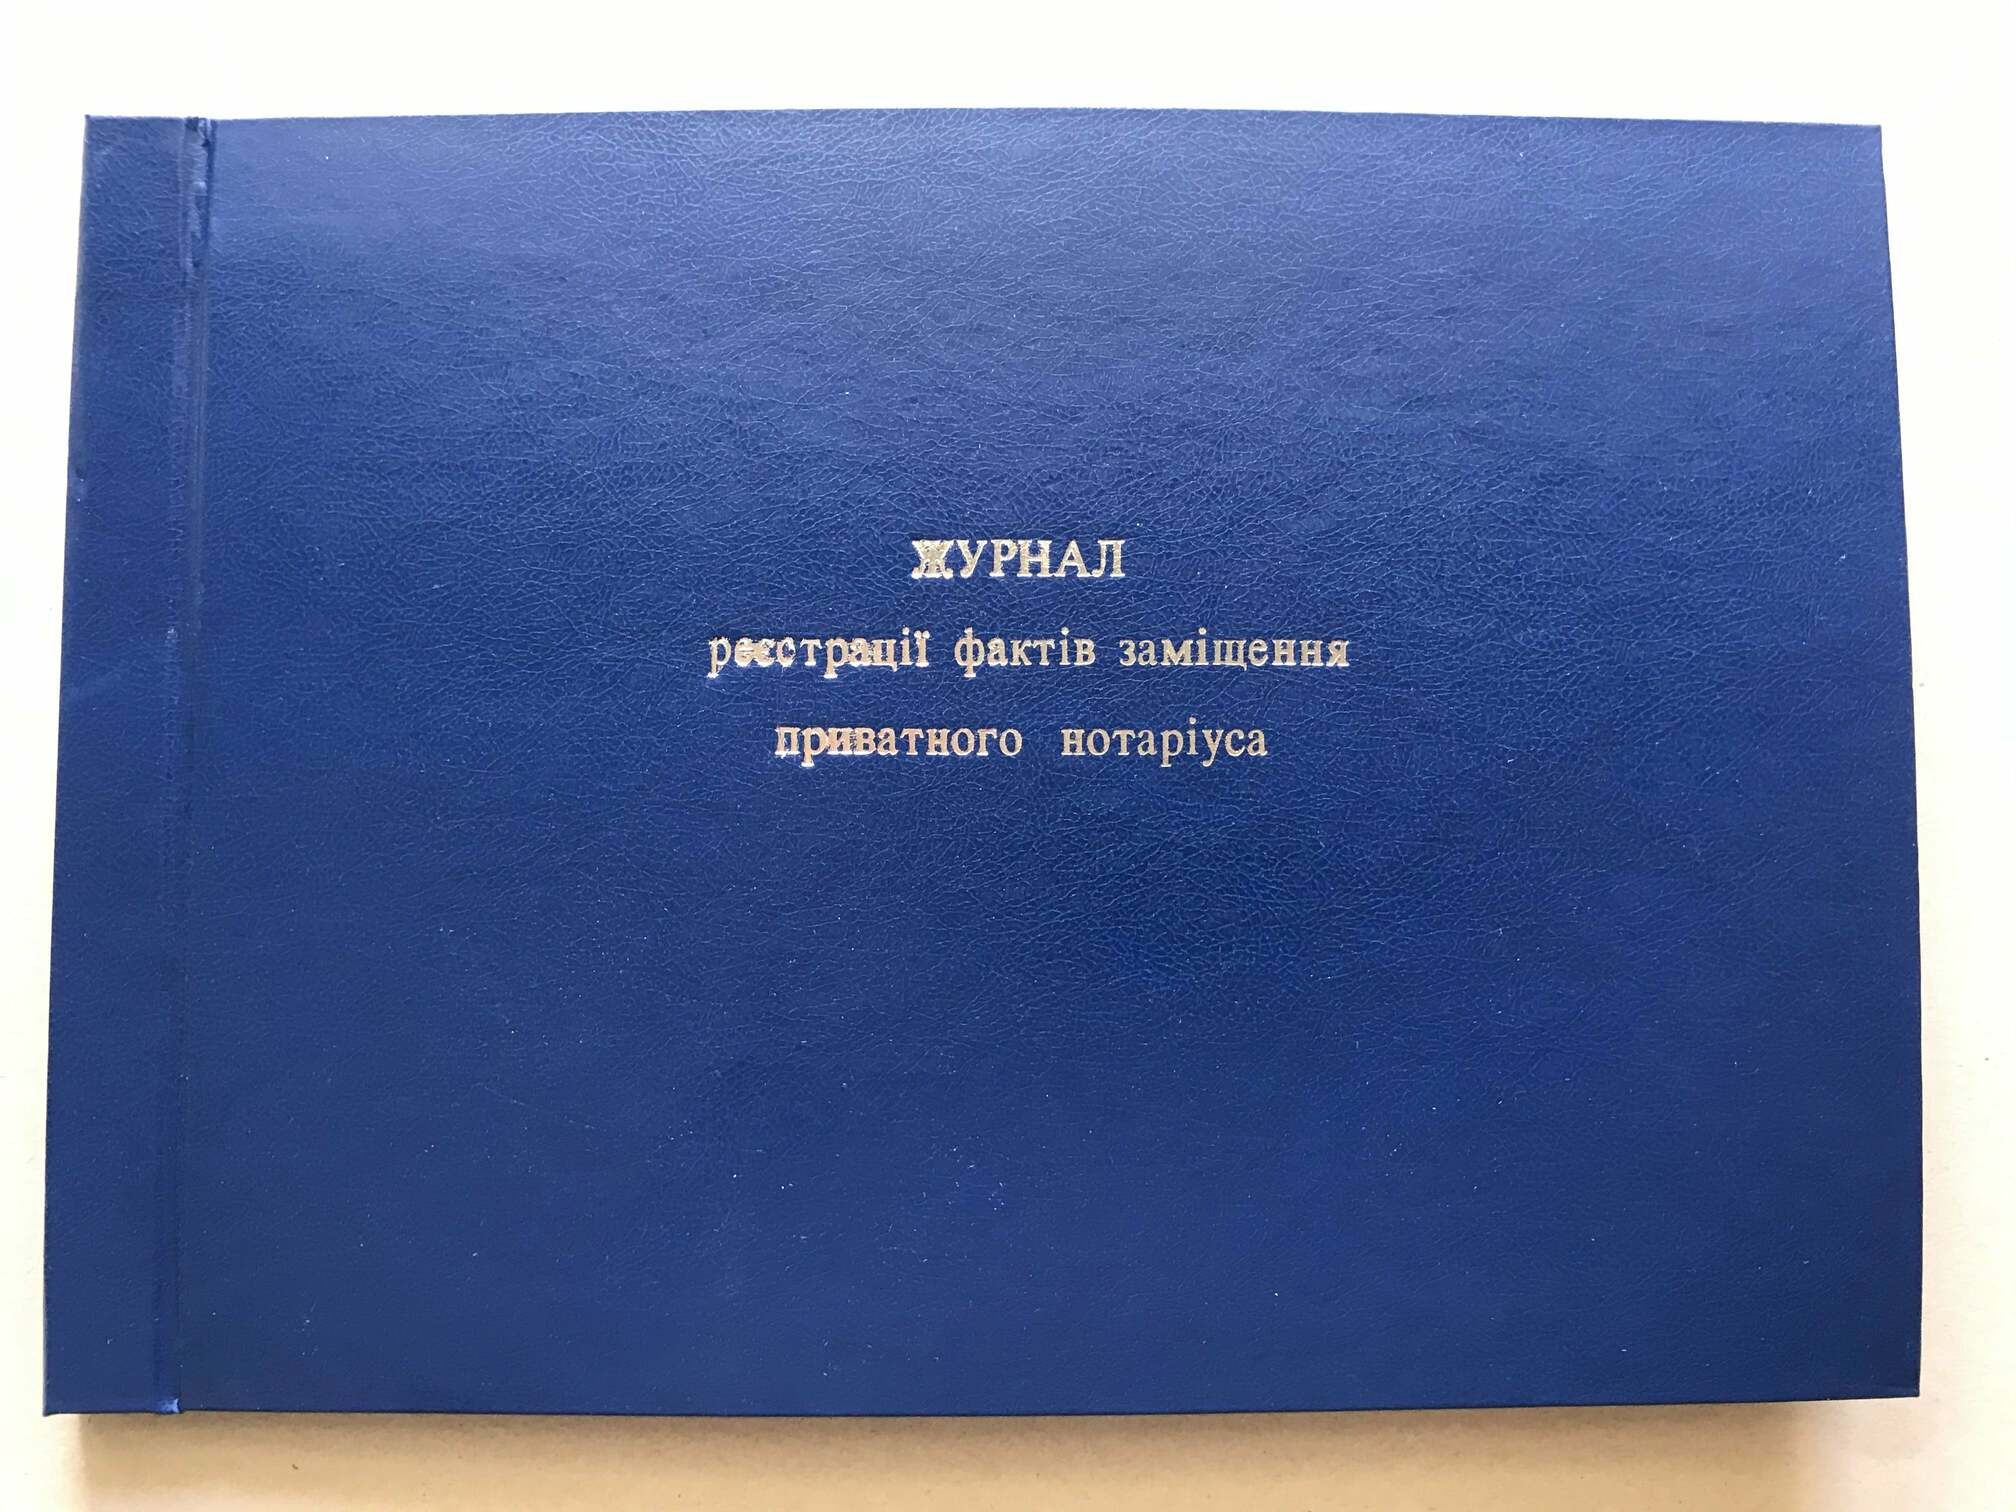 ЖУРНАЛ
реєстрації фактів заміщення
приватного нотаріуса